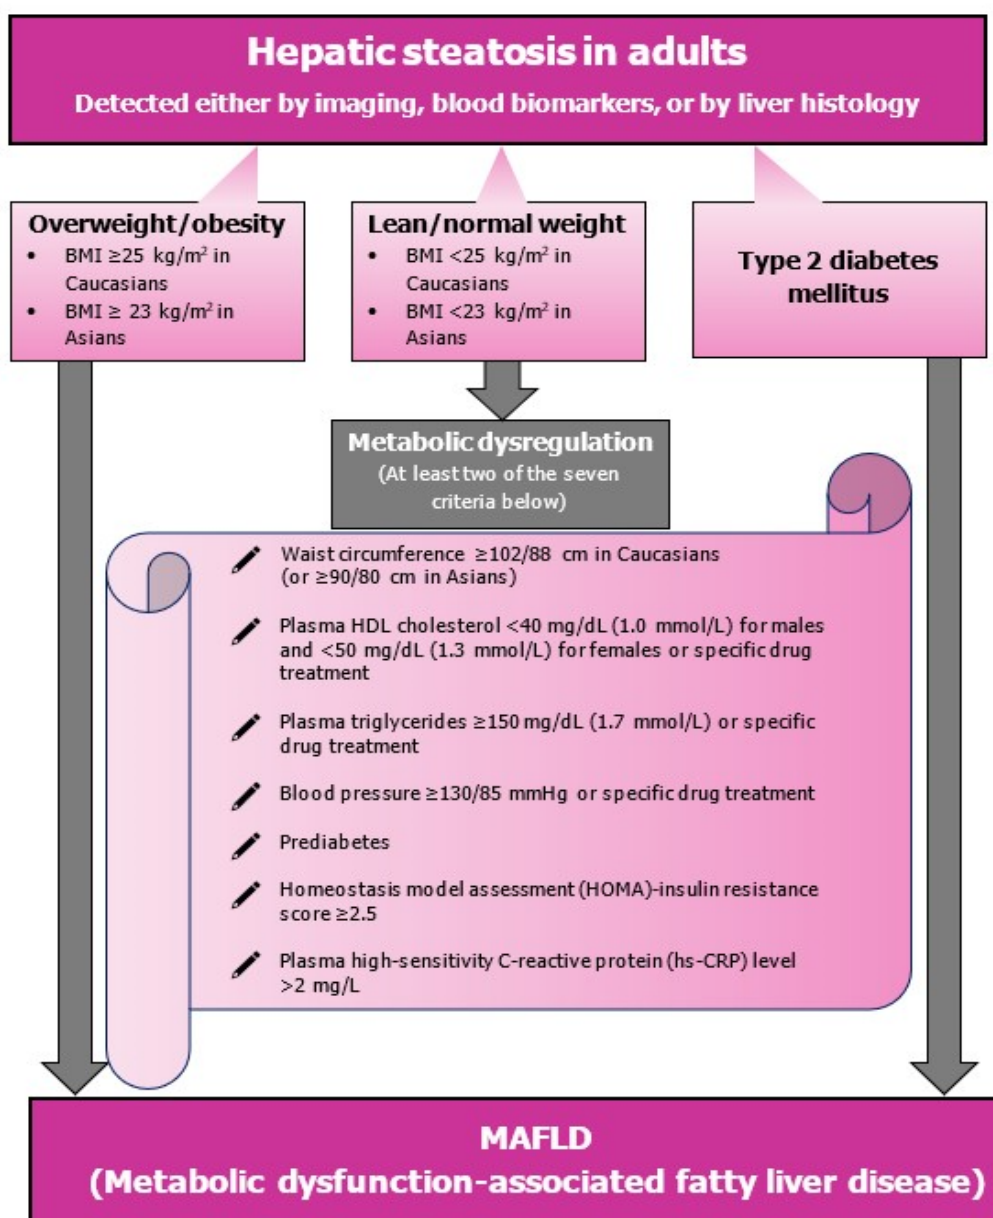 Hepatic steatosis in adults
Detected either by imaging, blood biomarkers, or by liver histology
Overweight/obesity
• BMI ≥25 kg/m² in
Caucasians
• BMI ≥ 23 kg/m² in
Asians
Lean/normal weight
• BMI <25 kg/m² in
Caucasians
• BMI <23 kg/m² in
Asians
Type 2 diabetes
mellitus
Metabolic dysregulation
(At least two of the seven
criteria below)
Waist circumference ≥102/88 cm in Caucasians
(or ≥90/80 cm in Asians)
Plasma HDL cholesterol <40 mg/dL (1.0 mmol/L) for males
and <50 mg/dL (1.3 mmol/L) for females or specific drug
treatment
Plasma triglycerides ≥150 mg/dL (1.7 mmol/L) or specific
drug treatment
Blood pressure ≥130/85 mmHg or specific drug treatment
Prediabetes
Homeostasis model assessment (HOMA)-insulin resistance
score ≥2.5
Plasma high-sensitivity C-reactive protein (hs-CRP) level
>2 mg/L
MAFLD
(Metabolic dysfunction-associated fatty liver disease)